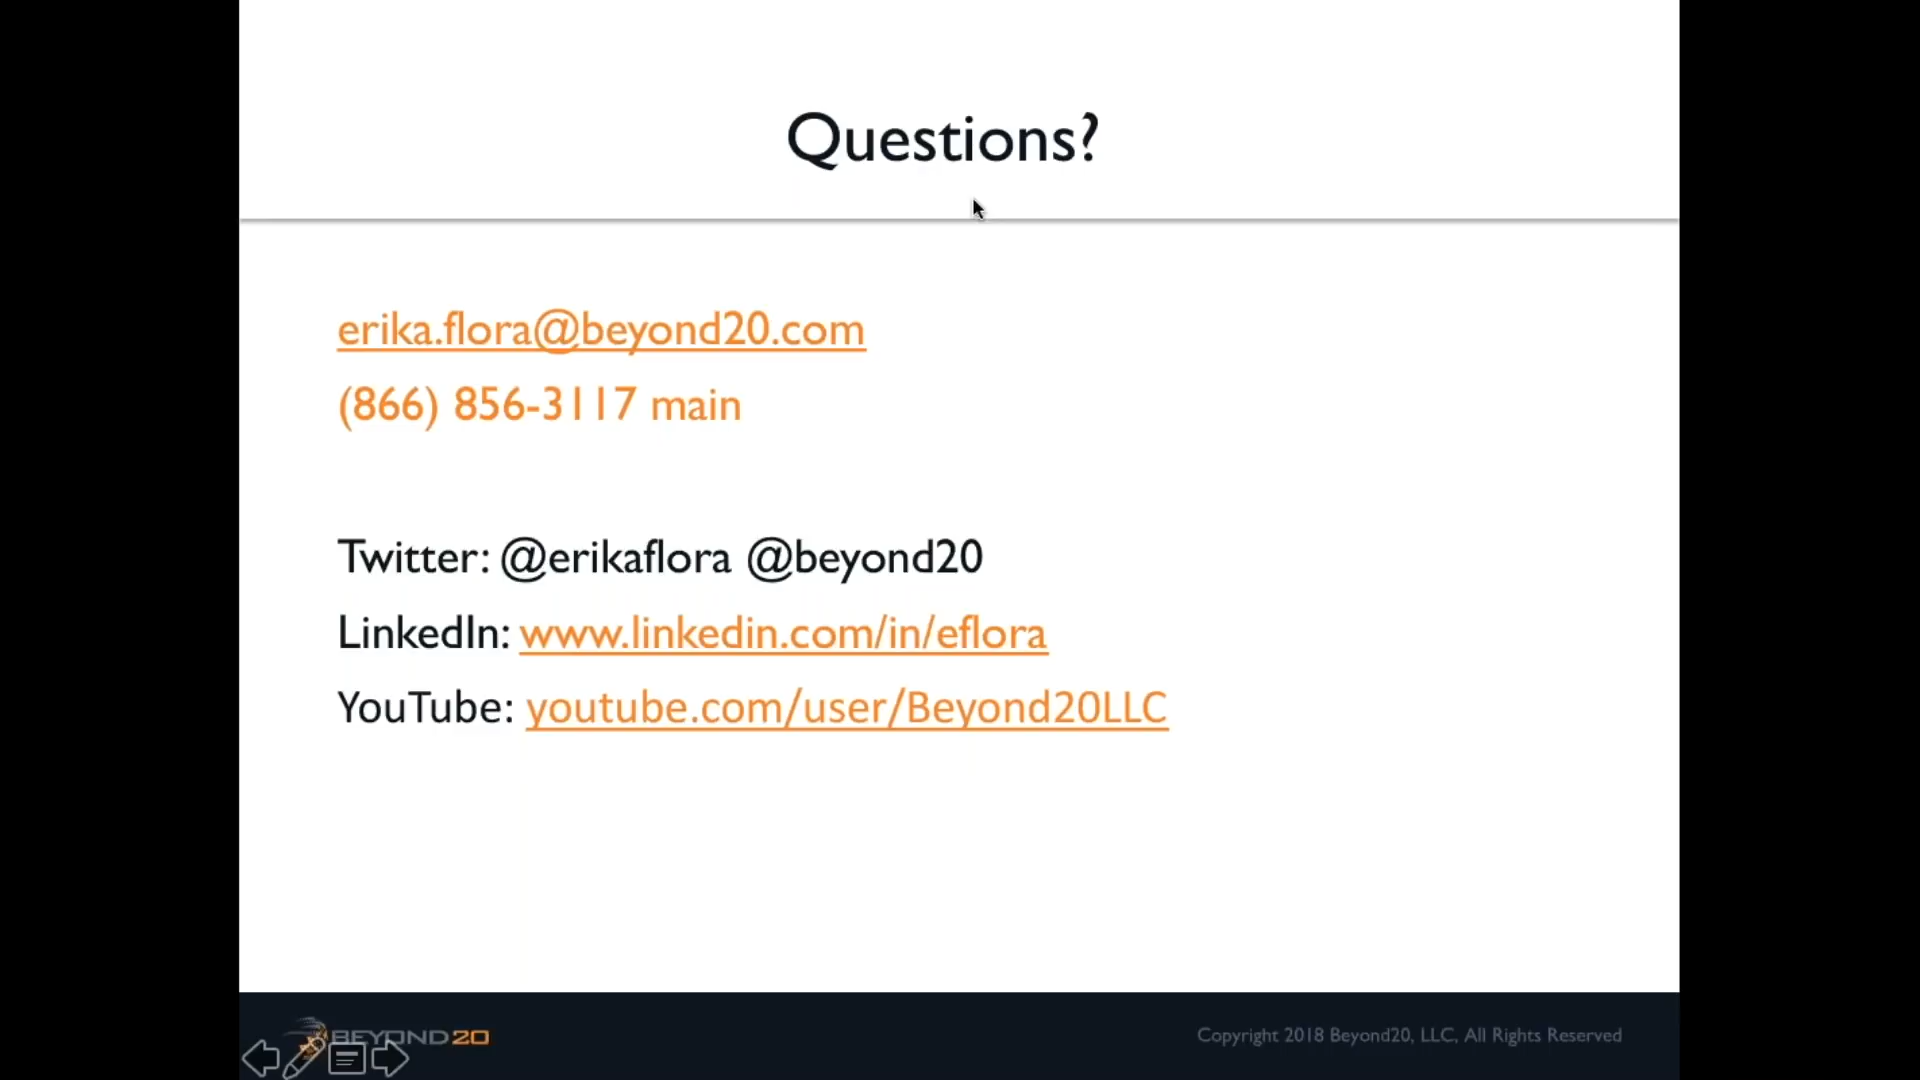 Questions?
erika.flora@beyond20.com
(866) 856-3117 main
Twitter: @erikaflora @beyond20
LinkedIn: www.linkedin.com/in/eflora
YouTube: youtube.com/user/Beyond20LLC
BEYOND20
Copyright 2018 Beyond20, LLC, All Rights Reserved